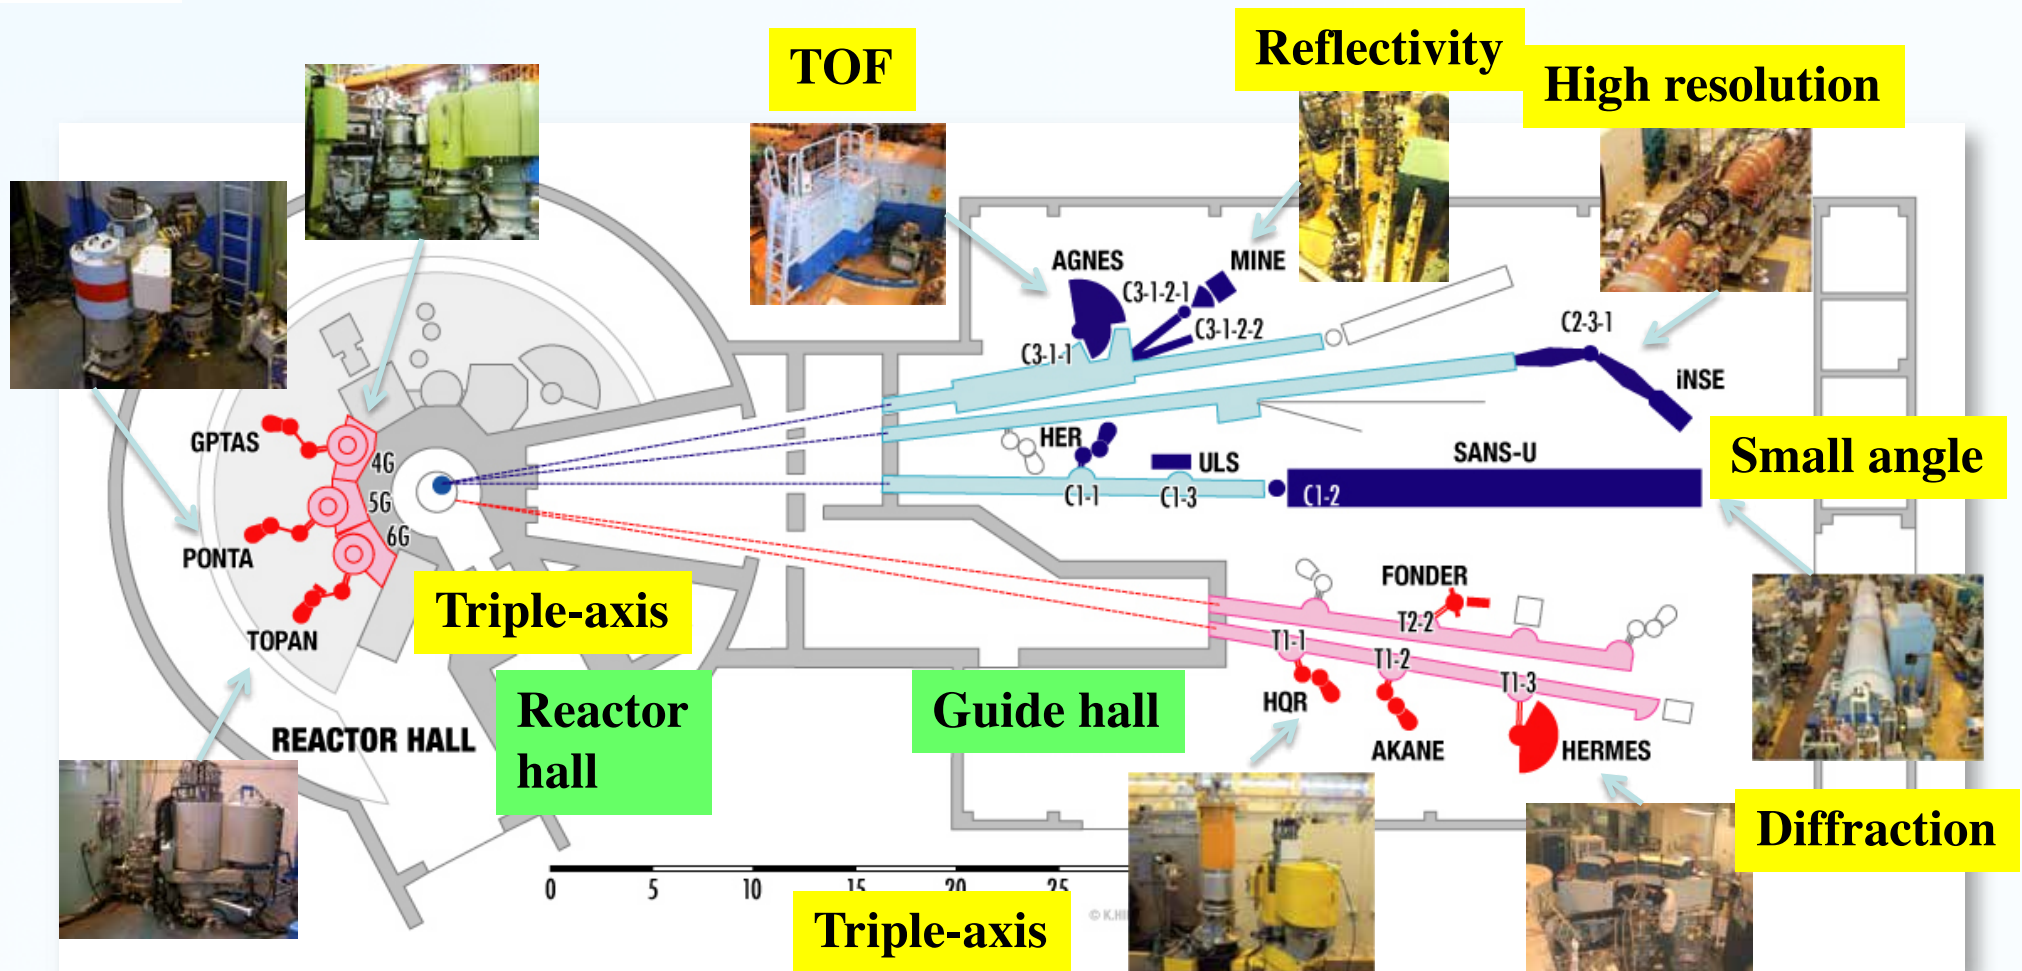 TOF
Reflectivity
High resolution
AGNES
MINE
C3-1-2-1
C3-1-2-2
C3-1-1
C2-3-1
iNSE
GPTAS
4G
HER
ULS
SANS-U
Small angle
C1-1
C1-3
C1-2
5G
6G
PONTA
TOPAN
Triple-axis
FONDER
T2-2
T1-1
T1-2
T1-3
HQR
AKANE
HERMES
Reactor
hall
Guide hall
REACTOR HALL
Diffraction
0 5 10 15 20 25
Triple-axis